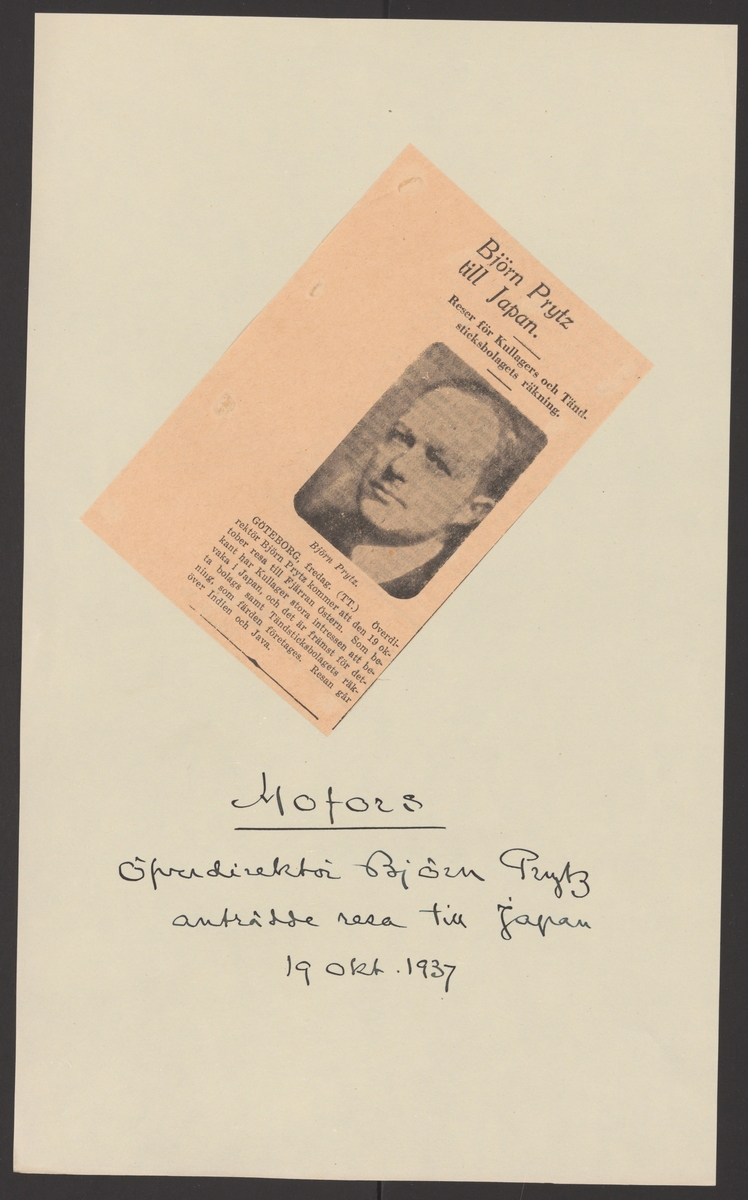 Björn Prytz
till Japan.
Reser för Kullagers och Tänd-
sticksbolagets räkning.
Björn Prytz.
GÖTEBORG, fredag. (TT.) Överdi-
rektör Björn Prytz kommer att den 19 ok-
tober resa till Fjärran Östern. Som be-
kant har Kullager stora intressen att be-
vaka i Japan, och det är främst för det-
ta bolags samt Tändsticksbolagets räk-
ning, som färden företages. Resan går
över Indien och Java.
Hofors
Överdirektör Björn Prytz
anträdde resa till Japan
19 okt. 1937